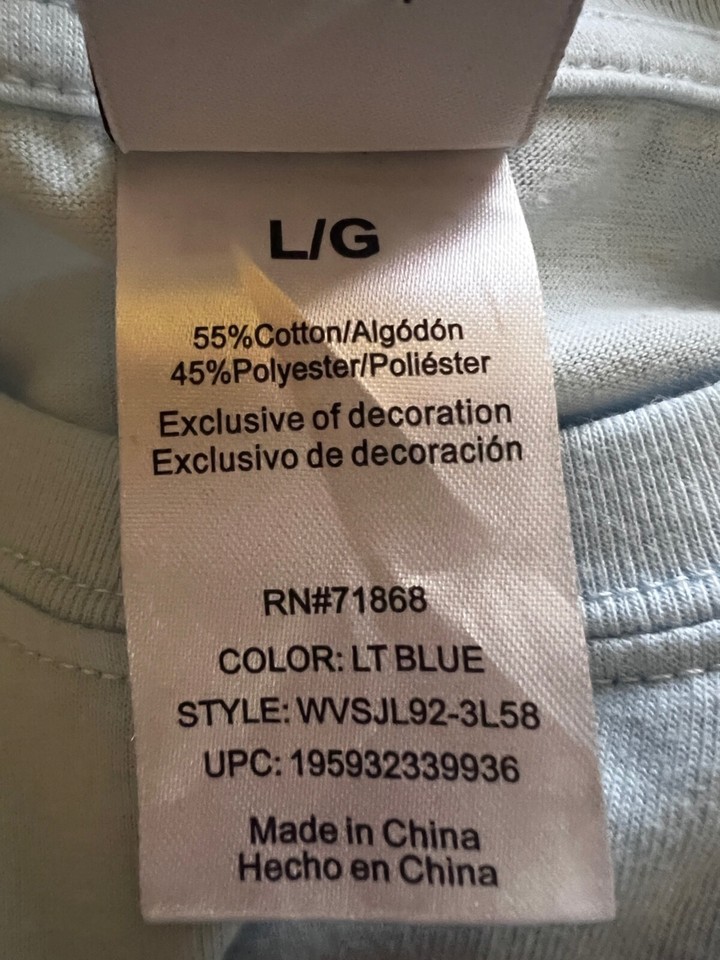 L/G
55%Cotton/Algódón
45%Polyester/Poliéster
Exclusive of decoration
Exclusivo de decoración
RN#71868
COLOR: LT BLUE
STYLE: WVSJL92-3L58
UPC: 195932339936
Made in China
Hecho en China